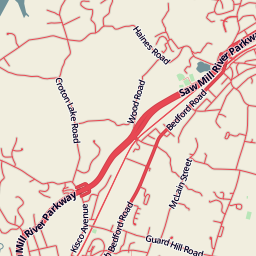 Haines Road
Saw Mill River Parkway
Wood Road
Croton Lake Road
Bedford Road
McLain Street
Mill River Parkway
Kisco Avenue
Bedford Road
Guard Hill Road